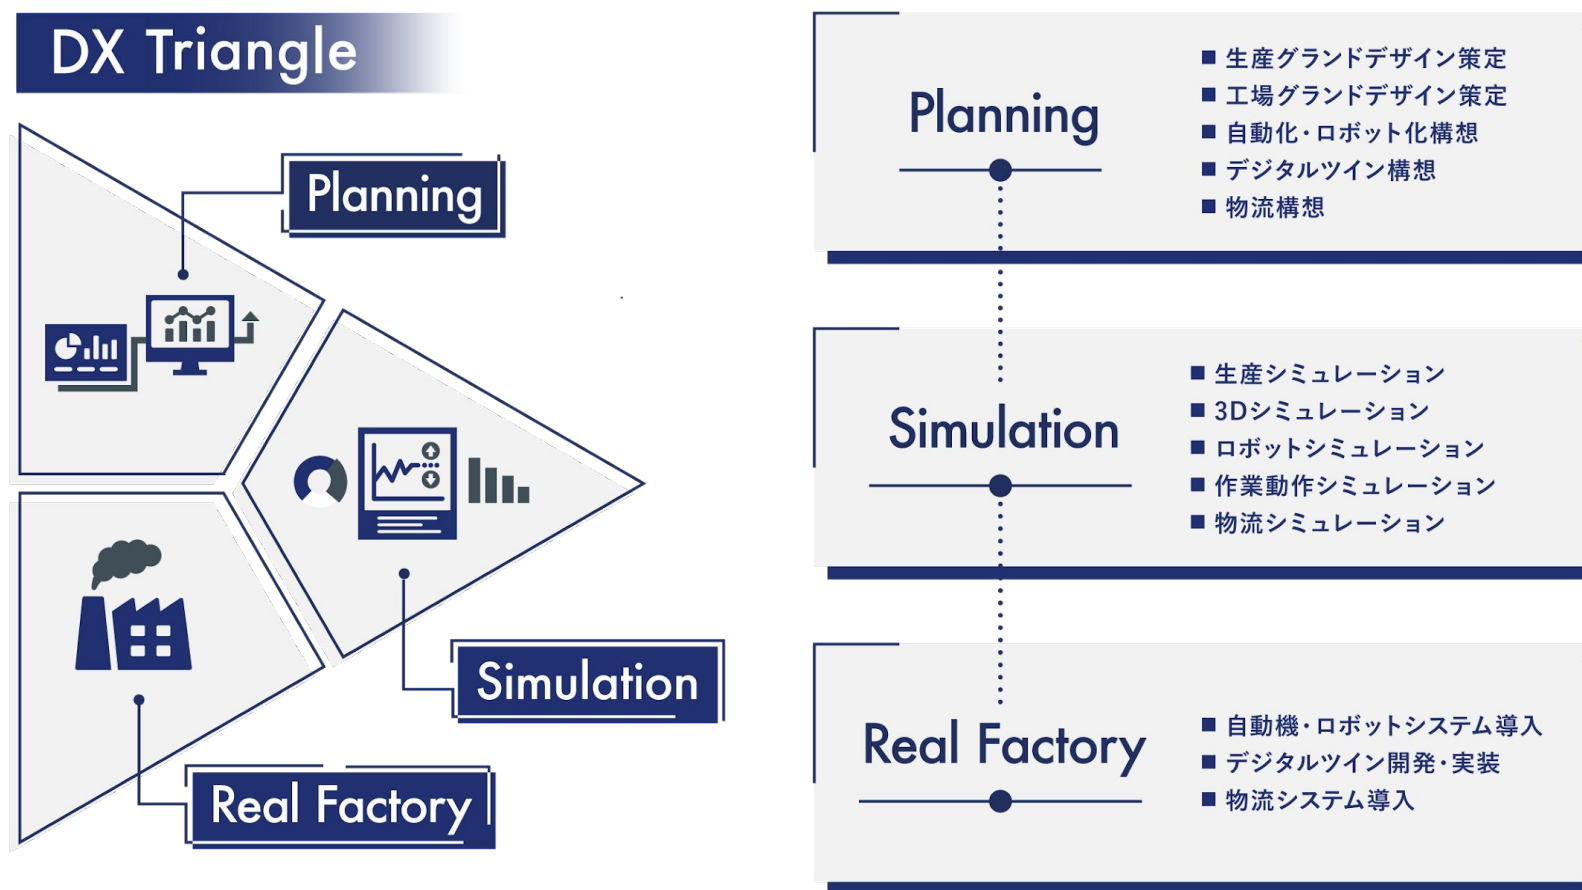 DX Triangle
Planning
Simulation
Real Factory
Planning
■ 生産グランドデザイン策定
■ 工場グランドデザイン策定
■ 自動化・ロボット化構想
■ デジタルツイン構想
■ 物流構想
Simulation
■ 生産シミュレーション
■ 3Dシミュレーション
■ ロボットシミュレーション
■ 作業動作シミュレーション
■ 物流シミュレーション
Real Factory
■ 自動機・ロボットシステム導入
■ デジタルツイン開発・実装
■ 物流システム導入